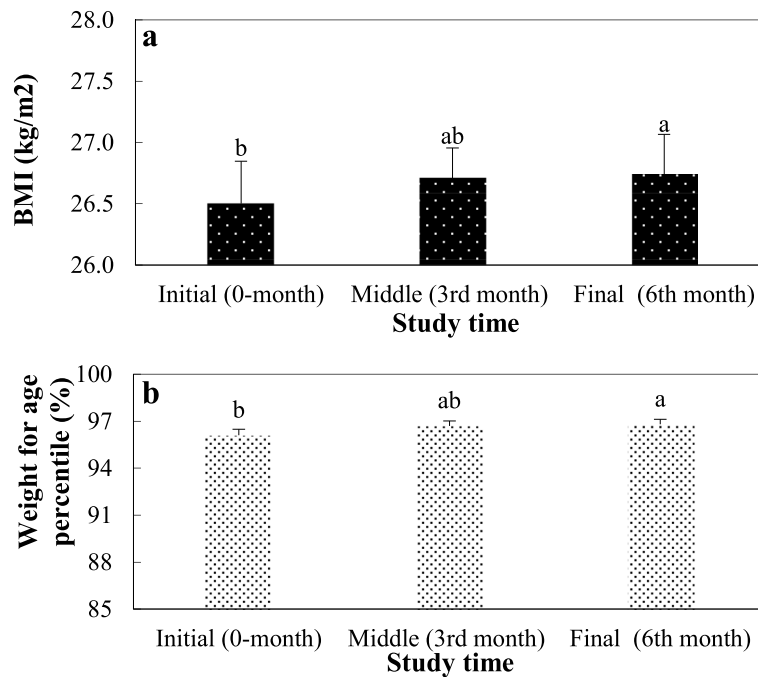 a
BMI (kg/m2)
28.0
27.5
27.0
26.5
26.0
b
ab
a
Initial (0-month)
Middle (3rd month)
Final (6th month)
Study time
b
Weight for age
percentile (%)
100
97
94
91
88
85
b
ab
a
Initial (0-month)
Middle (3rd month)
Final (6th month)
Study time